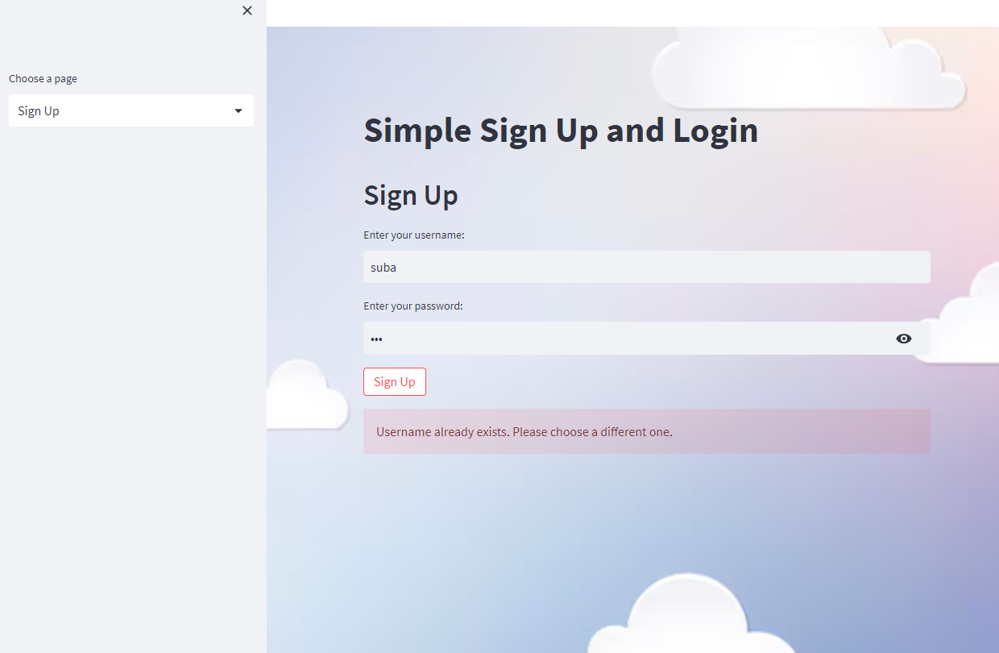 Choose a page
Sign Up
Simple Sign Up and Login
Sign Up
Enter your username:
suba
Enter your password:
•••
Sign Up
Username already exists. Please choose a different one.